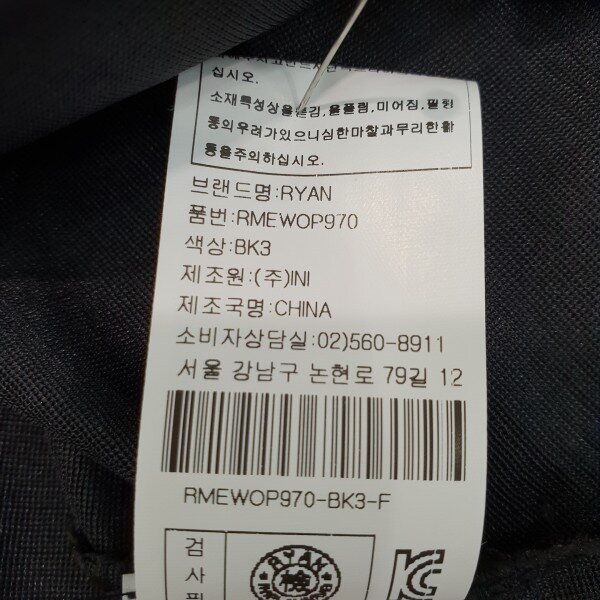 십시오.
소재특성상올뜯김,올풀림,미어짐,필링
등의우려가있으니심한마찰과무리한활
동을주의하십시오.
브랜드명:RYAN
품번:RMEWOP970
색상:BK3
제조원:(주)INI
제조국명:CHINA
소비자상담실:02)560-8911
서울 강남구 논현로 79길 12
RMEWOP970-BK3-F
검
사
필
RYAN
檢
KC